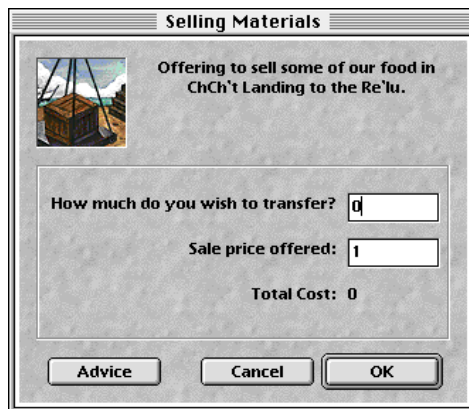 Selling Materials
Offering to sell some of our food in
ChCh't Landing to the Re'lu.
How much do you wish to transfer? 0
Sale price offered: 1
Total Cost: 0
Advice Cancel OK